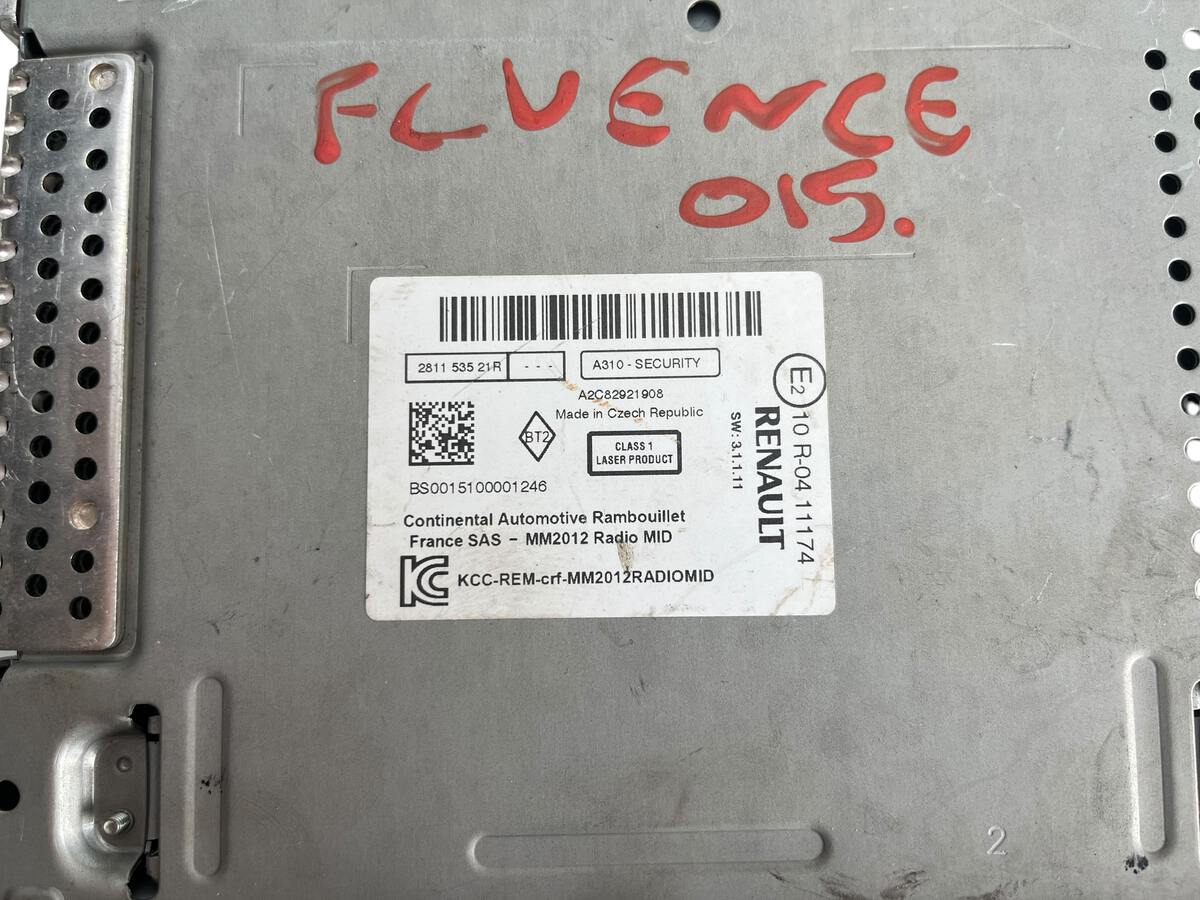 FLUENCE
015.
2811 535 21R - - - A310 - SECURITY
A2C82921908
Made in Czech Republic
BT2
CLASS 1
LASER PRODUCT
BS0015100001246
Continental Automotive Rambouillet
France SAS - MM2012 Radio MID
KC KCC-REM-crf-MM2012RADIOMID
SW: 3.1.1.11
RENAULT
E2 10 R-04 11174
2